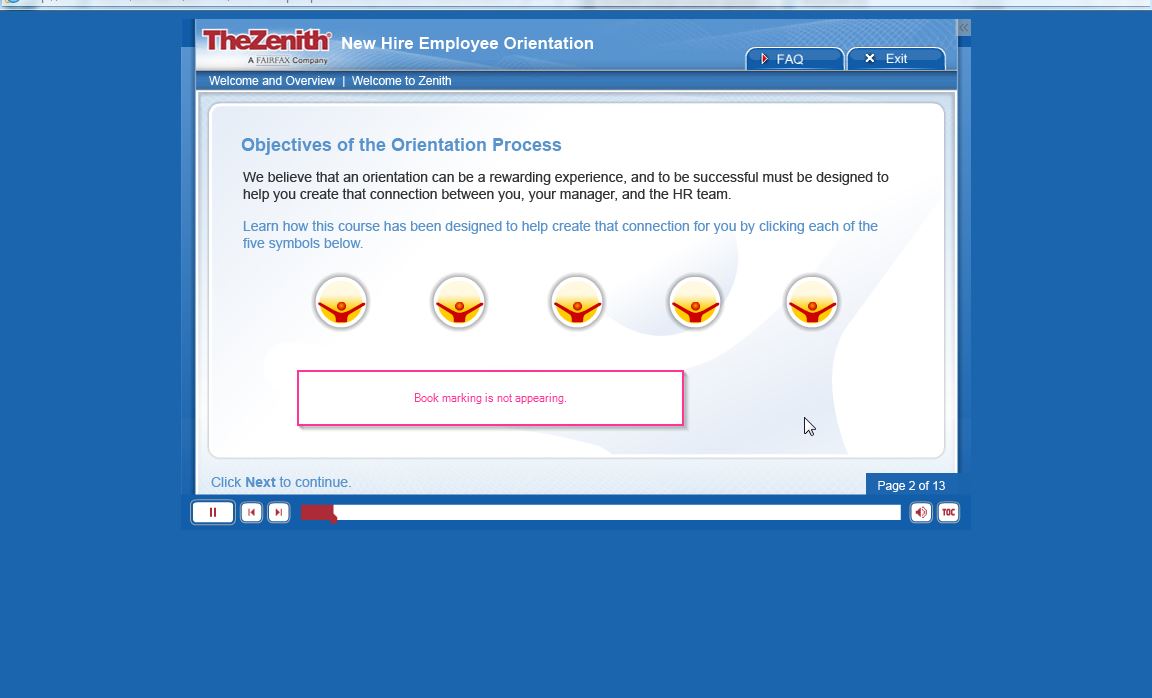 TheZenith
A FAIRFAX Company
New Hire Employee Orientation
FAQ
Exit
Welcome and Overview | Welcome to Zenith
Objectives of the Orientation Process
We believe that an orientation can be a rewarding experience, and to be successful must be designed to
help you create that connection between you, your manager, and the HR team.
Learn how this course has been designed to help create that connection for you by clicking each of the
five symbols below.
Book marking is not appearing.
Click Next to continue.
Page 2 of 13
TOC